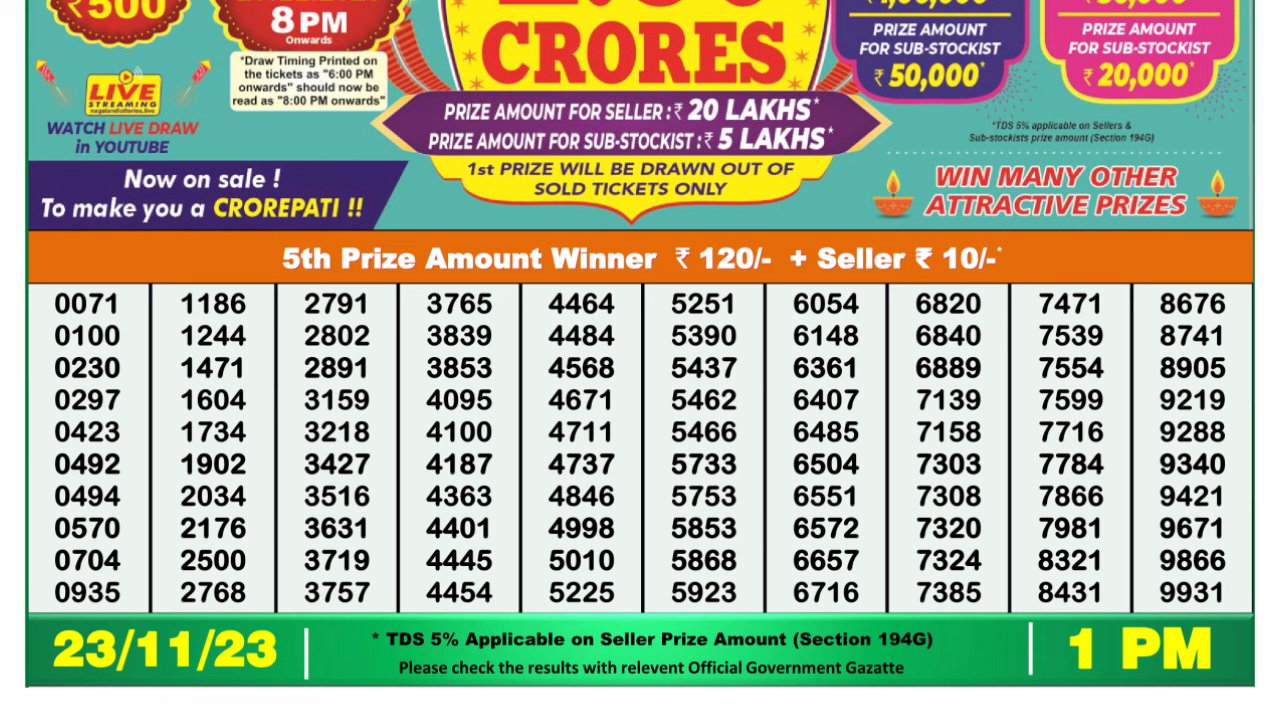 ₹500
8 PM
Onwards
*Draw Timing Printed on
the tickets as "6:00 PM
onwards" should now be
read as "8:00 PM onwards"
LIVE
STREAMING
nagalandlotteries.live
WATCH LIVE DRAW
in YOUTUBE
CRORES
PRIZE AMOUNT FOR SELLER :₹ 20 LAKHS*
PRIZE AMOUNT FOR SUB-STOCKIST :₹ 5 LAKHS*
1st PRIZE WILL BE DRAWN OUT OF
SOLD TICKETS ONLY
PRIZE AMOUNT
FOR SUB-STOCKIST
₹ 50,000*
PRIZE AMOUNT
FOR SUB-STOCKIST
₹ 20,000*
*TDS 5% applicable on Sellers &
Sub-stockists prize amount (Section 194G)
Now on sale !
To make you a CROREPATI !!
WIN MANY OTHER
ATTRACTIVE PRIZES
5th Prize Amount Winner ₹ 120/- + Seller ₹ 10/-*
0071 1186 2791 3765 4464 5251 6054 6820 7471 8676
0100 1244 2802 3839 4484 5390 6148 6840 7539 8741
0230 1471 2891 3853 4568 5437 6361 6889 7554 8905
0297 1604 3159 4095 4671 5462 6407 7139 7599 9219
0423 1734 3218 4100 4711 5466 6485 7158 7716 9288
0492 1902 3427 4187 4737 5733 6504 7303 7784 9340
0494 2034 3516 4363 4846 5753 6551 7308 7866 9421
0570 2176 3631 4401 4998 5853 6572 7320 7981 9671
0704 2500 3719 4445 5010 5868 6657 7324 8321 9866
0935 2768 3757 4454 5225 5923 6716 7385 8431 9931
23/11/23
* TDS 5% Applicable on Seller Prize Amount (Section 194G)
Please check the results with relevent Official Government Gazatte
1 PM